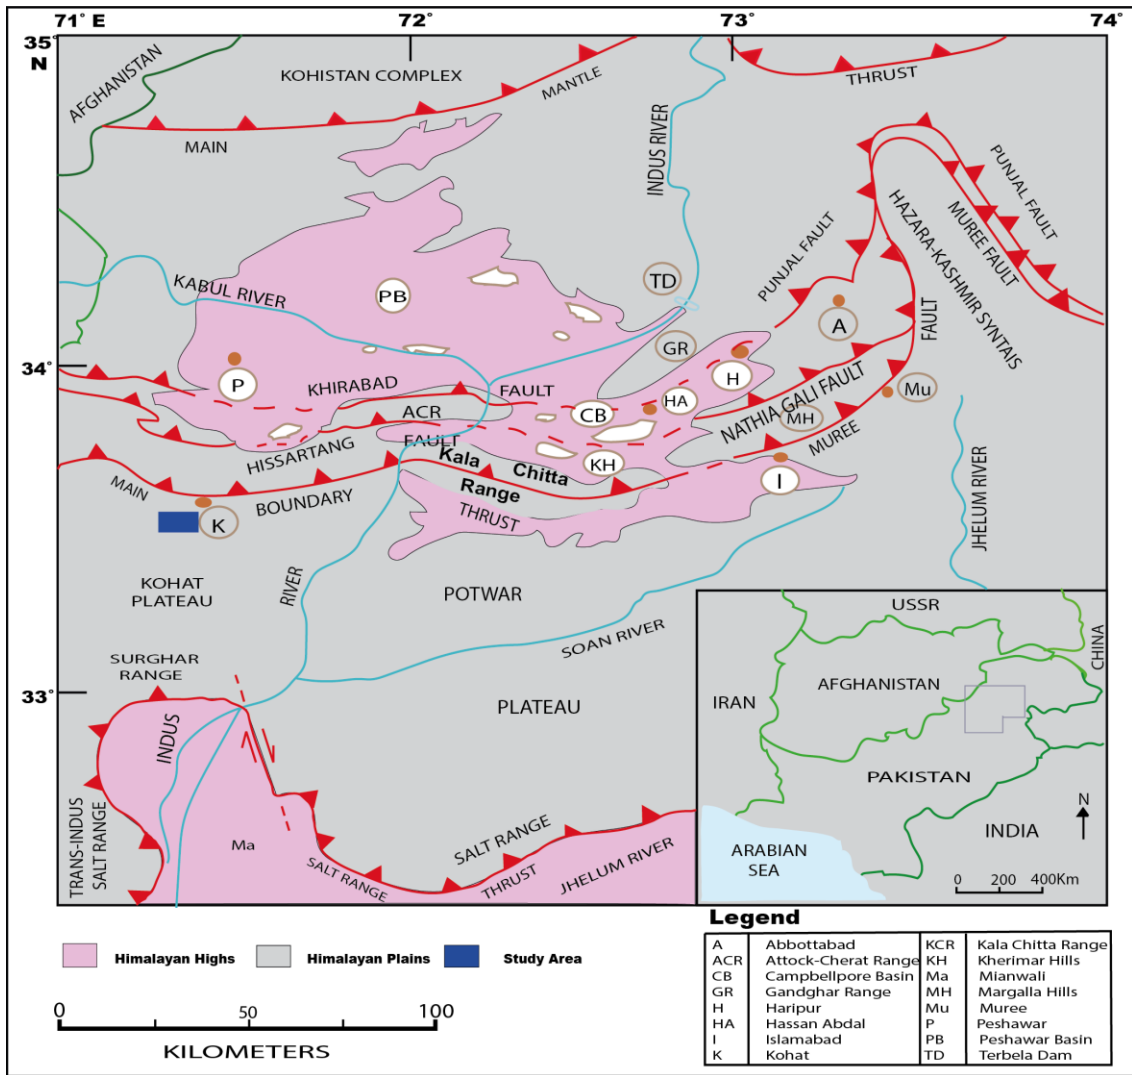 71° E 72° 73° 74°
35°
N
AFGHANISTAN
KOHISTAN COMPLEX
MAIN
MANTLE
THRUST
INDUS RIVER
PUNJAL FAULT
MUREE FAULT
HAZARA-KASHMIR SYNTAIS
PUNJAL FAULT
KABUL RIVER
PB
TD
A
FAULT
GR
34°
P
KHIRABAD
FAULT
H
HA
CB
ACR
NATHIA GALI FAULT
MH
Mu
HISSARTANG
FAULT
MUREE
Kala
Chitta
Range
KH
I
MAIN
BOUNDARY
THRUST
K
JHELUM RIVER
KOHAT
PLATEAU
RIVER
POTWAR
SOAN RIVER
SURGHAR
RANGE
33°
PLATEAU
INDUS
TRANS-INDUS
SALT RANGE
Ma
SALT RANGE
SALT RANGE
THRUST
JHELUM RIVER
USSR
CHINA
IRAN
AFGHANISTAN
PAKISTAN
N
INDIA
ARABIAN
SEA
0 200 400Km
Himalayan Highs Himalayan Plains Study Area
0 50 100
KILOMETERS
Legend
A Abbottabad KCR Kala Chitta Range
ACR Attock-Cherat Range KH Kherimar Hills
CB Campbellpore Basin Ma Mianwali
GR Gandghar Range MH Margalla Hills
H Haripur Mu Muree
HA Hassan Abdal P Peshawar
I Islamabad PB Peshawar Basin
K Kohat TD Terbela Dam